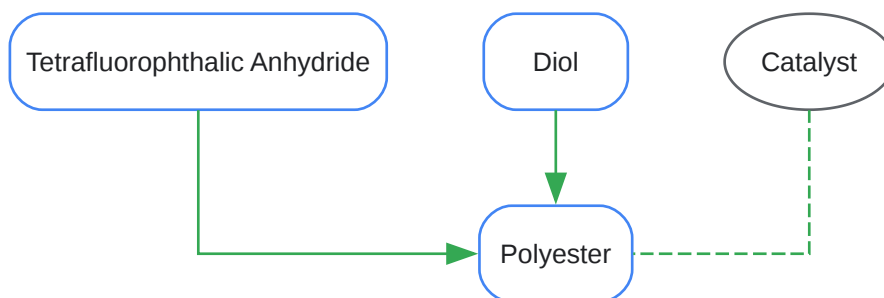 Tetrafluorophthalic Anhydride
Diol
Catalyst
Polyester